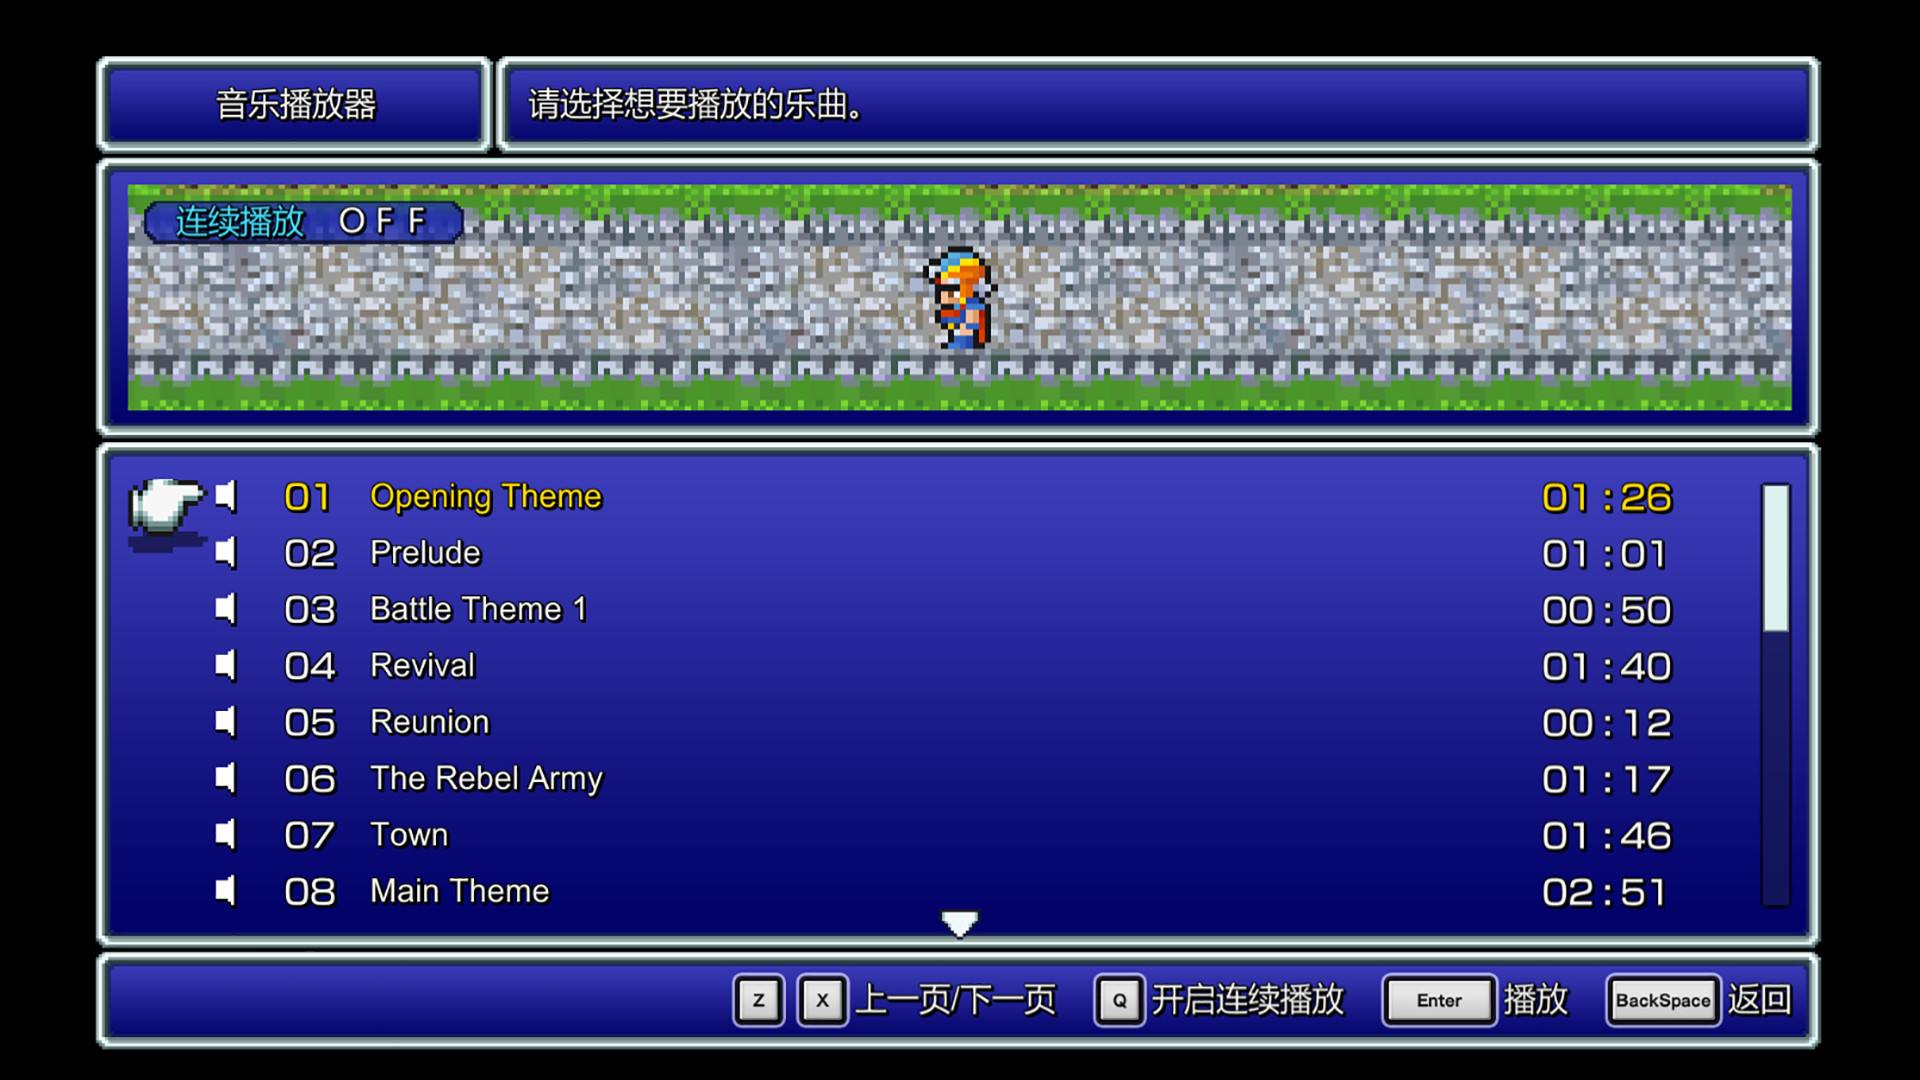 音乐播放器
请选择想要播放的乐曲。
连续播放 OFF
01 Opening Theme 01:26
02 Prelude 01:01
03 Battle Theme 1 00:50
04 Revival 01:40
05 Reunion 00:12
06 The Rebel Army 01:17
07 Town 01:46
08 Main Theme 02:51
Z X 上一页/下一页 Q 开启连续播放 Enter 播放 BackSpace 返回